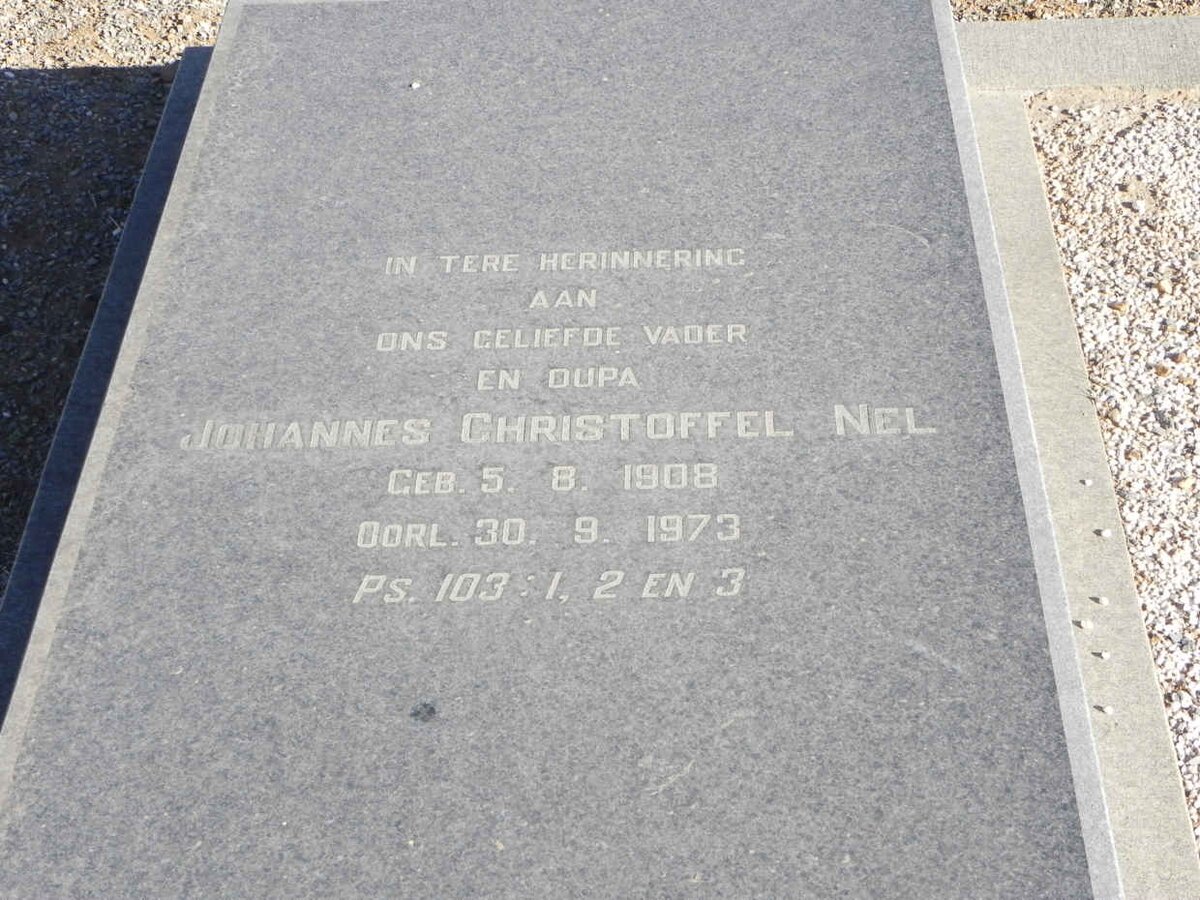 IN TERE HERINNERING
AAN
ONS GELIEFDE VADER
EN OUPA
JOHANNES CHRISTOFFEL NEL
GEB. 5. 8. 1908
OORL. 30. 9. 1973
PS. 103:1, 2 EN 3